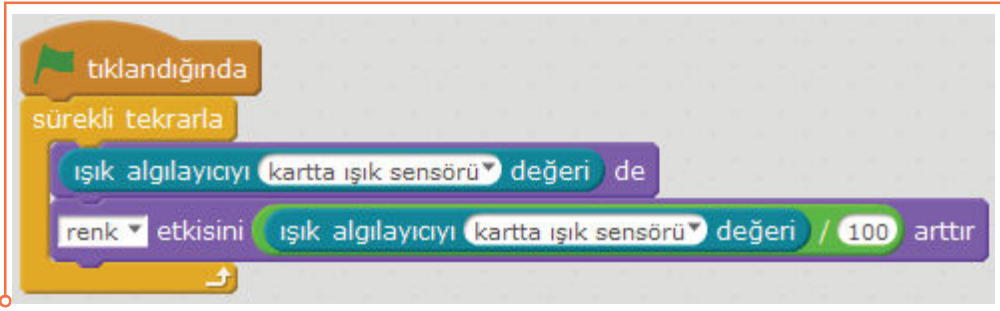 tıklandığında
sürekli tekrarla
ışık algılayıcıyı kartta ışık sensörü değeri de
renk etkisini ışık algılayıcıyı kartta ışık sensörü değeri / 100 arttır